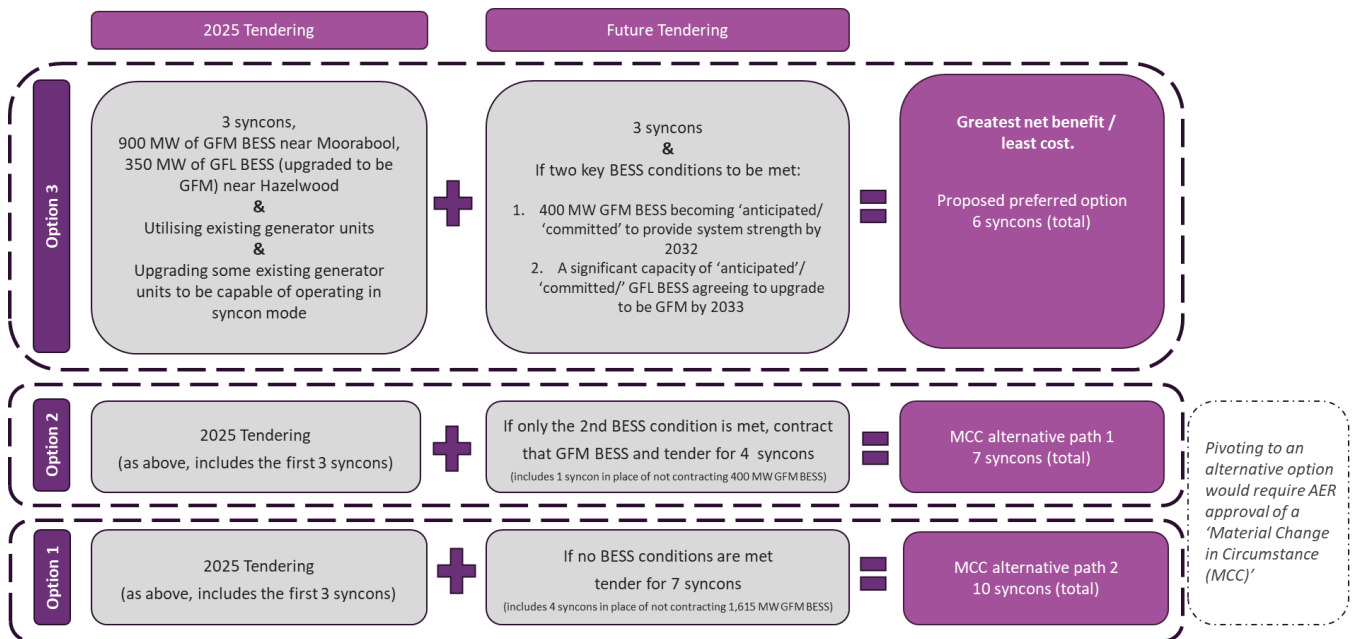 2025 Tendering
Future Tendering
Option 3
3 syncons,
900 MW of GFM BESS near Moorabool,
350 MW of GFL BESS (upgraded to be
GFM) near Hazelwood
&
Utilising existing generator units
&
Upgrading some existing generator
units to be capable of operating in
syncon mode
3 syncons
&
If two key BESS conditions to be met:
1. 400 MW GFM BESS becoming ‘anticipated/
‘committed’ to provide system strength by
2032
2. A significant capacity of ‘anticipated’/
‘committed/’ GFL BESS agreeing to upgrade
to be GFM by 2033
Greatest net benefit /
least cost.
Proposed preferred option
6 syncons (total)
Option 2
2025 Tendering
(as above, includes the first 3 syncons)
If only the 2nd BESS condition is met, contract
that GFM BESS and tender for 4 syncons
(includes 1 syncon in place of not contracting 400 MW GFM BESS)
MCC alternative path 1
7 syncons (total)
Option 1
2025 Tendering
(as above, includes the first 3 syncons)
If no BESS conditions are met
tender for 7 syncons
(includes 4 syncons in place of not contracting 1,615 MW GFM BESS)
MCC alternative path 2
10 syncons (total)
Pivoting to an
alternative option
would require AER
approval of a
‘Material Change
in Circumstance
(MCC)’